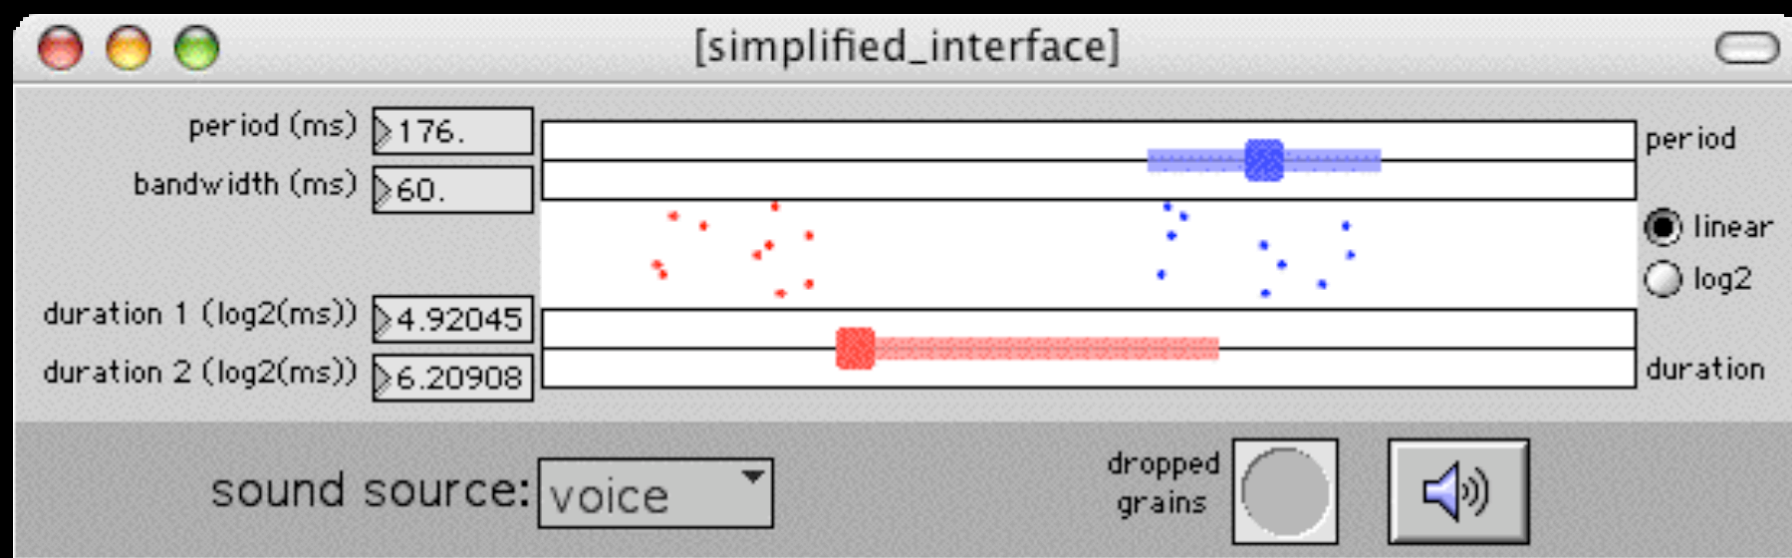 [simplified_interface]
period (ms) 176.
period
bandwidth (ms) 60.
linear
log2
duration 1 (log2(ms)) 4.92045
duration 2 (log2(ms)) 6.20908
duration
sound source: voice
dropped
grains